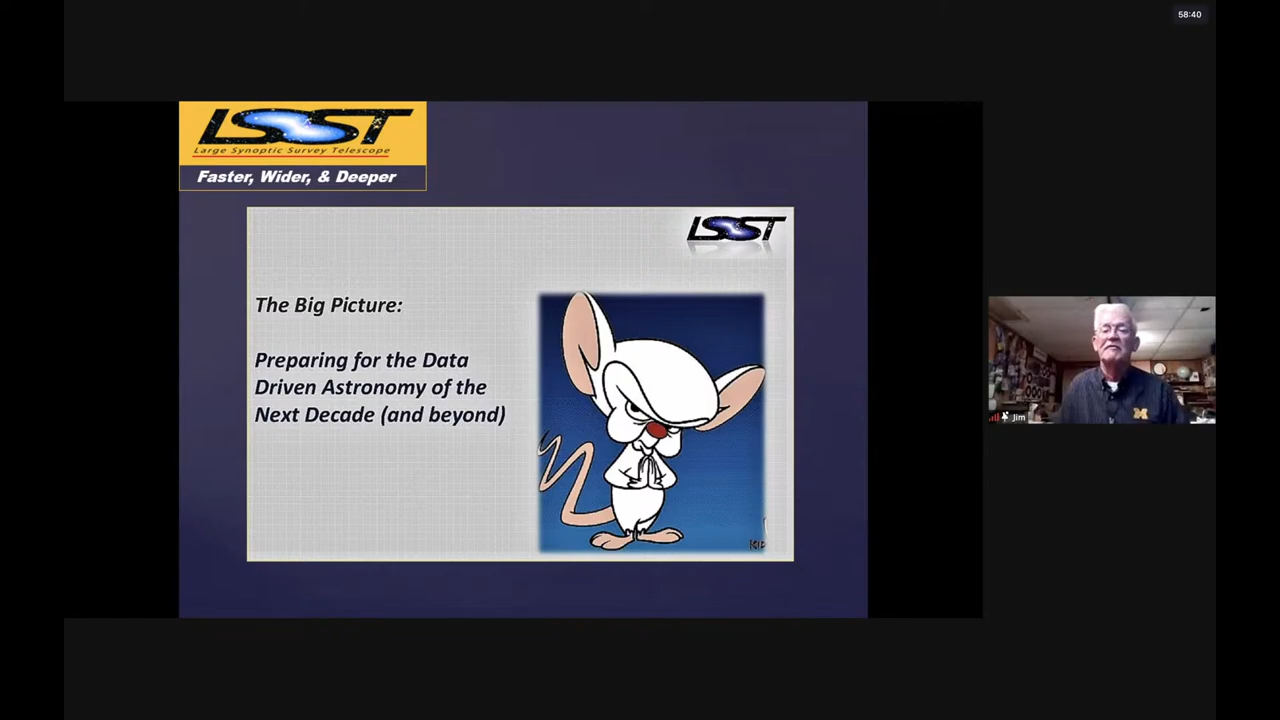 58:40
LSST
Large Synoptic Survey Telescope
Faster, Wider, & Deeper
LSST
The Big Picture:
Preparing for the Data
Driven Astronomy of the
Next Decade (and beyond)
M
Jim